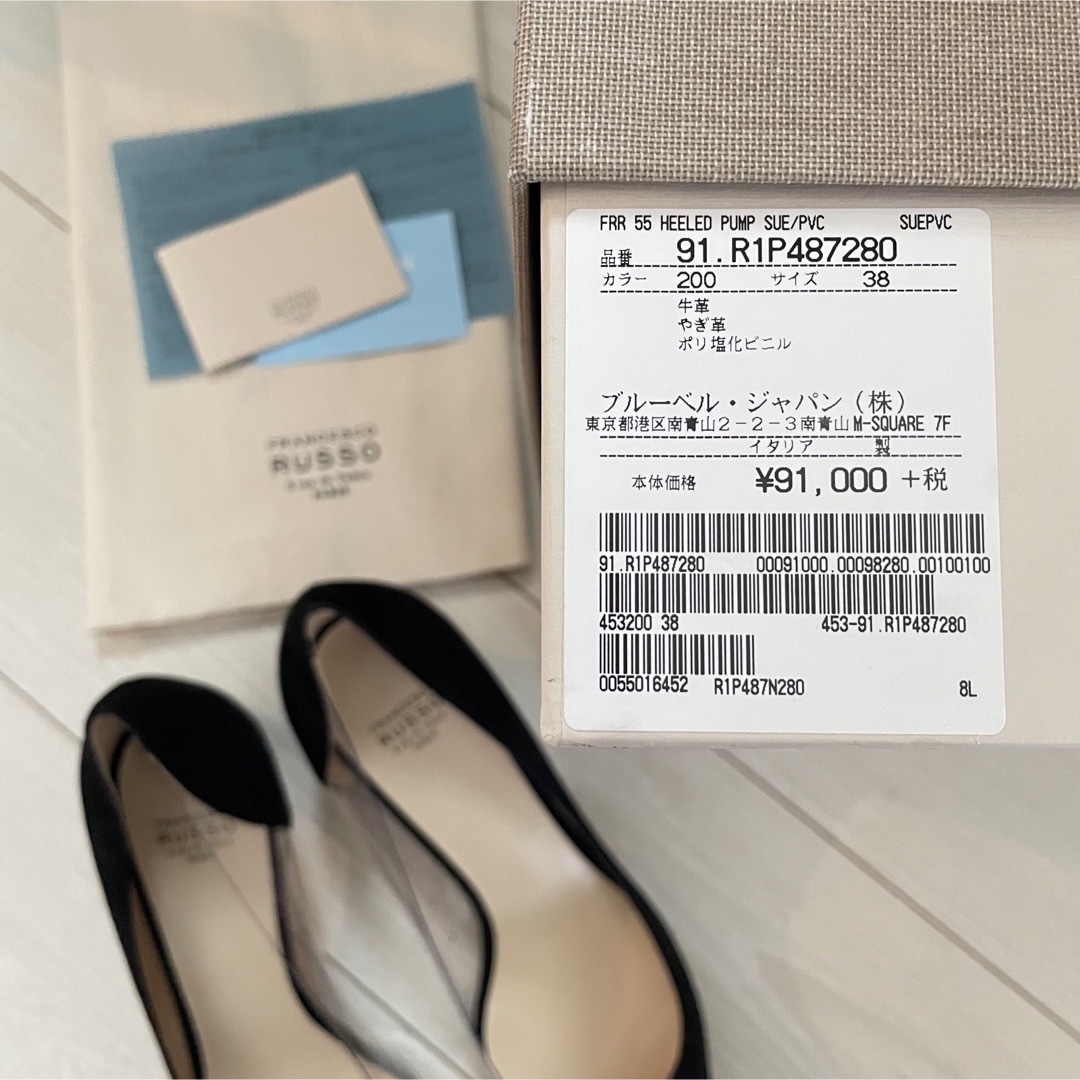 FRR 55 HEELED PUMP SUE/PVC SUEPVC
品番 91.R1P487280
カラー 200 サイズ 38
牛革
やぎ革
ポリ塩化ビニル
ブルーベル・ジャパン（株）
東京都港区南青山２－２－３南青山M-SQUARE 7F
イタリア 製
本体価格 ¥91,000 +税
91.R1P487280 00091000.00098280.00100100
453200 38 453-91.R1P487280
0055016452 R1P487N280 8L
FRANCESCO
RUSSO
FRANCESCO
RUSSO
FRANCESCO
RUSSO